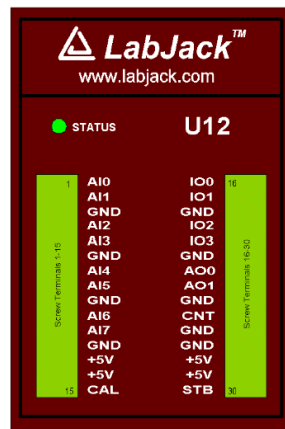 LabJack™
www.labjack.com
STATUS
U12
1 AI0 IO0 16
AI1 IO1
GND GND
AI2 IO2
AI3 IO3
GND GND
AI4 AO0
AI5 AO1
GND GND
AI6 CNT
AI7 GND
GND GND
+5V +5V
+5V +5V
15 CAL STB 30
Screw Terminals 1-15
Screw Terminals 16-30